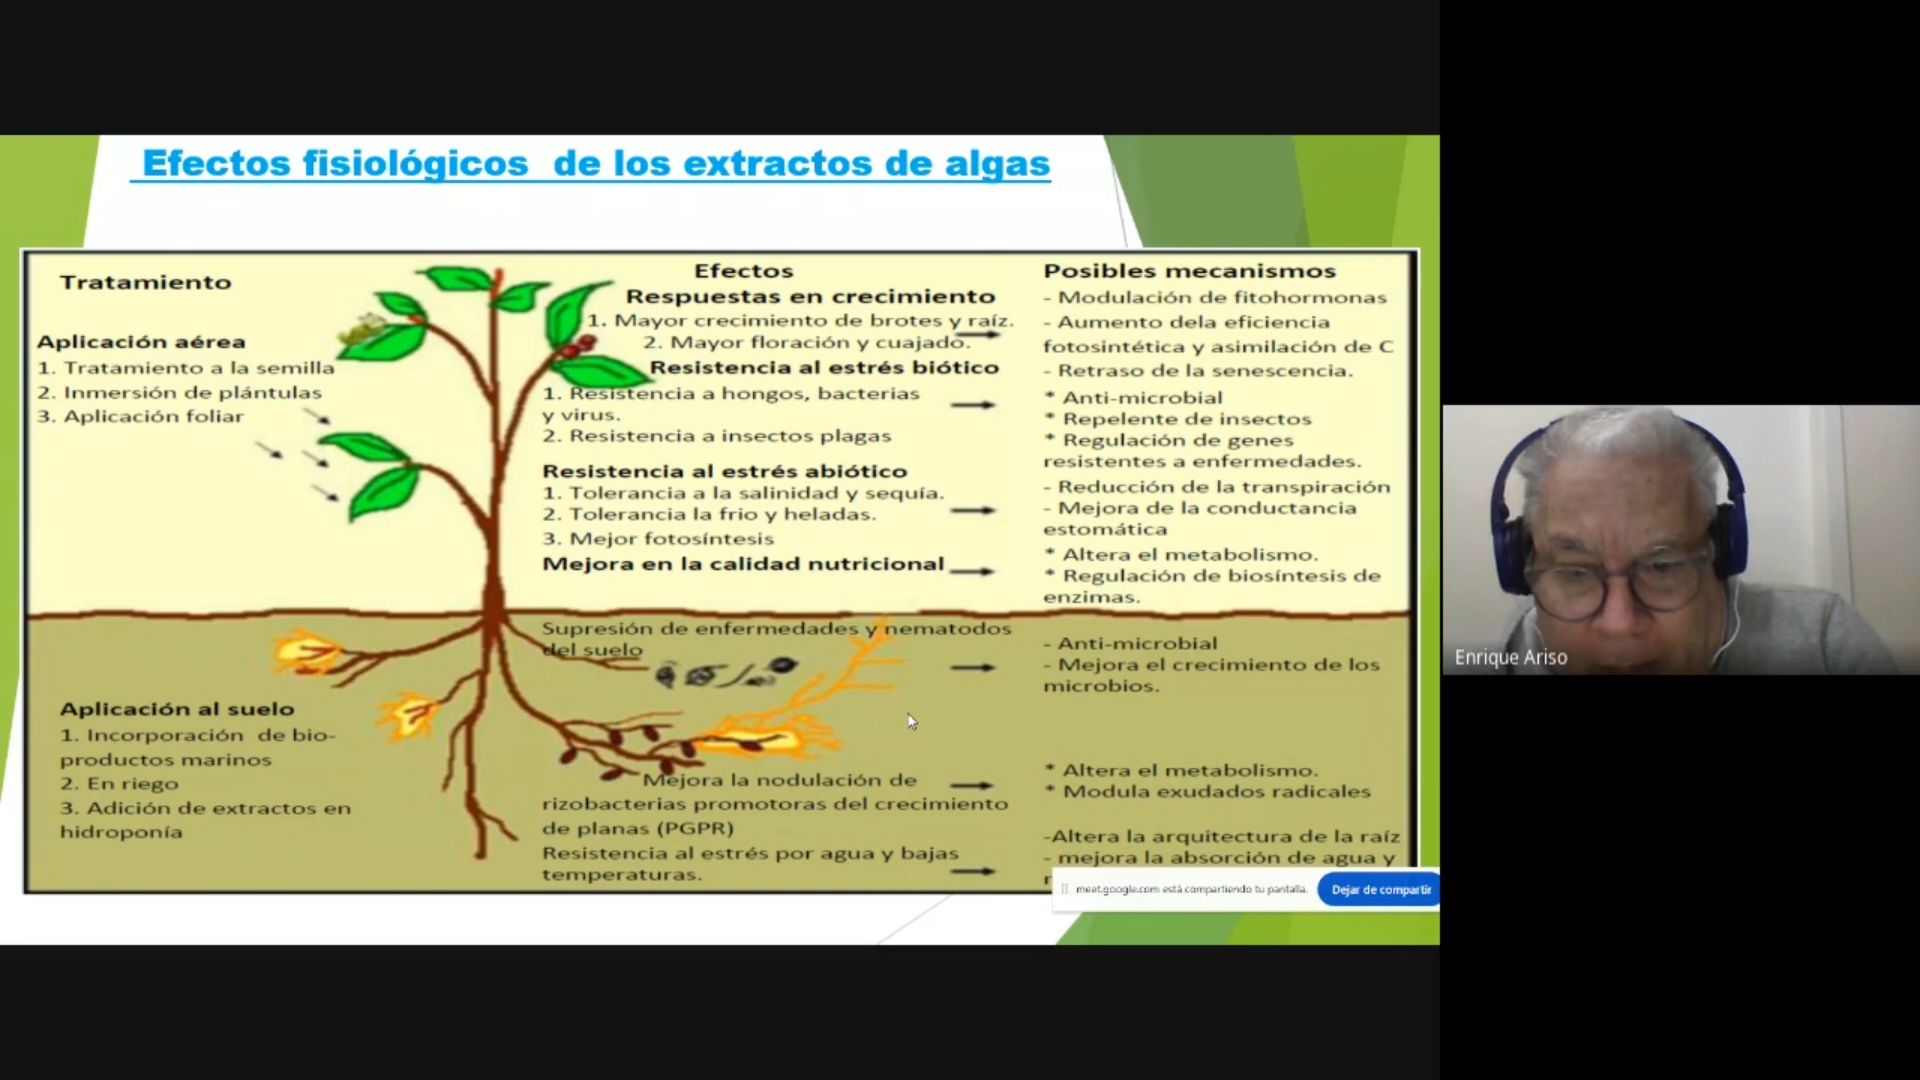 Efectos fisiológicos de los extractos de algas
Tratamiento
Aplicación aérea
1. Tratamiento a la semilla
2. Inmersión de plántulas
3. Aplicación foliar
Aplicación al suelo
1. Incorporación de bio-
productos marinos
2. En riego
3. Adición de extractos en
hidroponía
Efectos
Respuestas en crecimiento
1. Mayor crecimiento de brotes y raíz.
2. Mayor floración y cuajado.
Resistencia al estrés biótico
1. Resistencia a hongos, bacterias
y virus.
2. Resistencia a insectos plagas
Resistencia al estrés abiótico
1. Tolerancia a la salinidad y sequía.
2. Tolerancia la frio y heladas.
3. Mejor fotosíntesis
Mejora en la calidad nutricional
Supresión de enfermedades y nematodos
del suelo
Mejora la nodulación de
rizobacterias promotoras del crecimiento
de planas (PGPR)
Resistencia al estrés por agua y bajas
temperaturas.
Posibles mecanismos
- Modulación de fitohormonas
- Aumento dela eficiencia
fotosintética y asimilación de C
- Retraso de la senescencia.
* Anti-microbial
* Repelente de insectos
* Regulación de genes
resistentes a enfermedades.
- Reducción de la transpiración
- Mejora de la conductancia
estomática
* Altera el metabolismo.
* Regulación de biosíntesis de
enzimas.
- Anti-microbial
- Mejora el crecimiento de los
microbios.
* Altera el metabolismo.
* Modula exudados radicales
-Altera la arquitectura de la raíz
- mejora la absorción de agua y
meet.google.com está compartiendo tu pantalla.
Dejar de compartir
Enrique Ariso